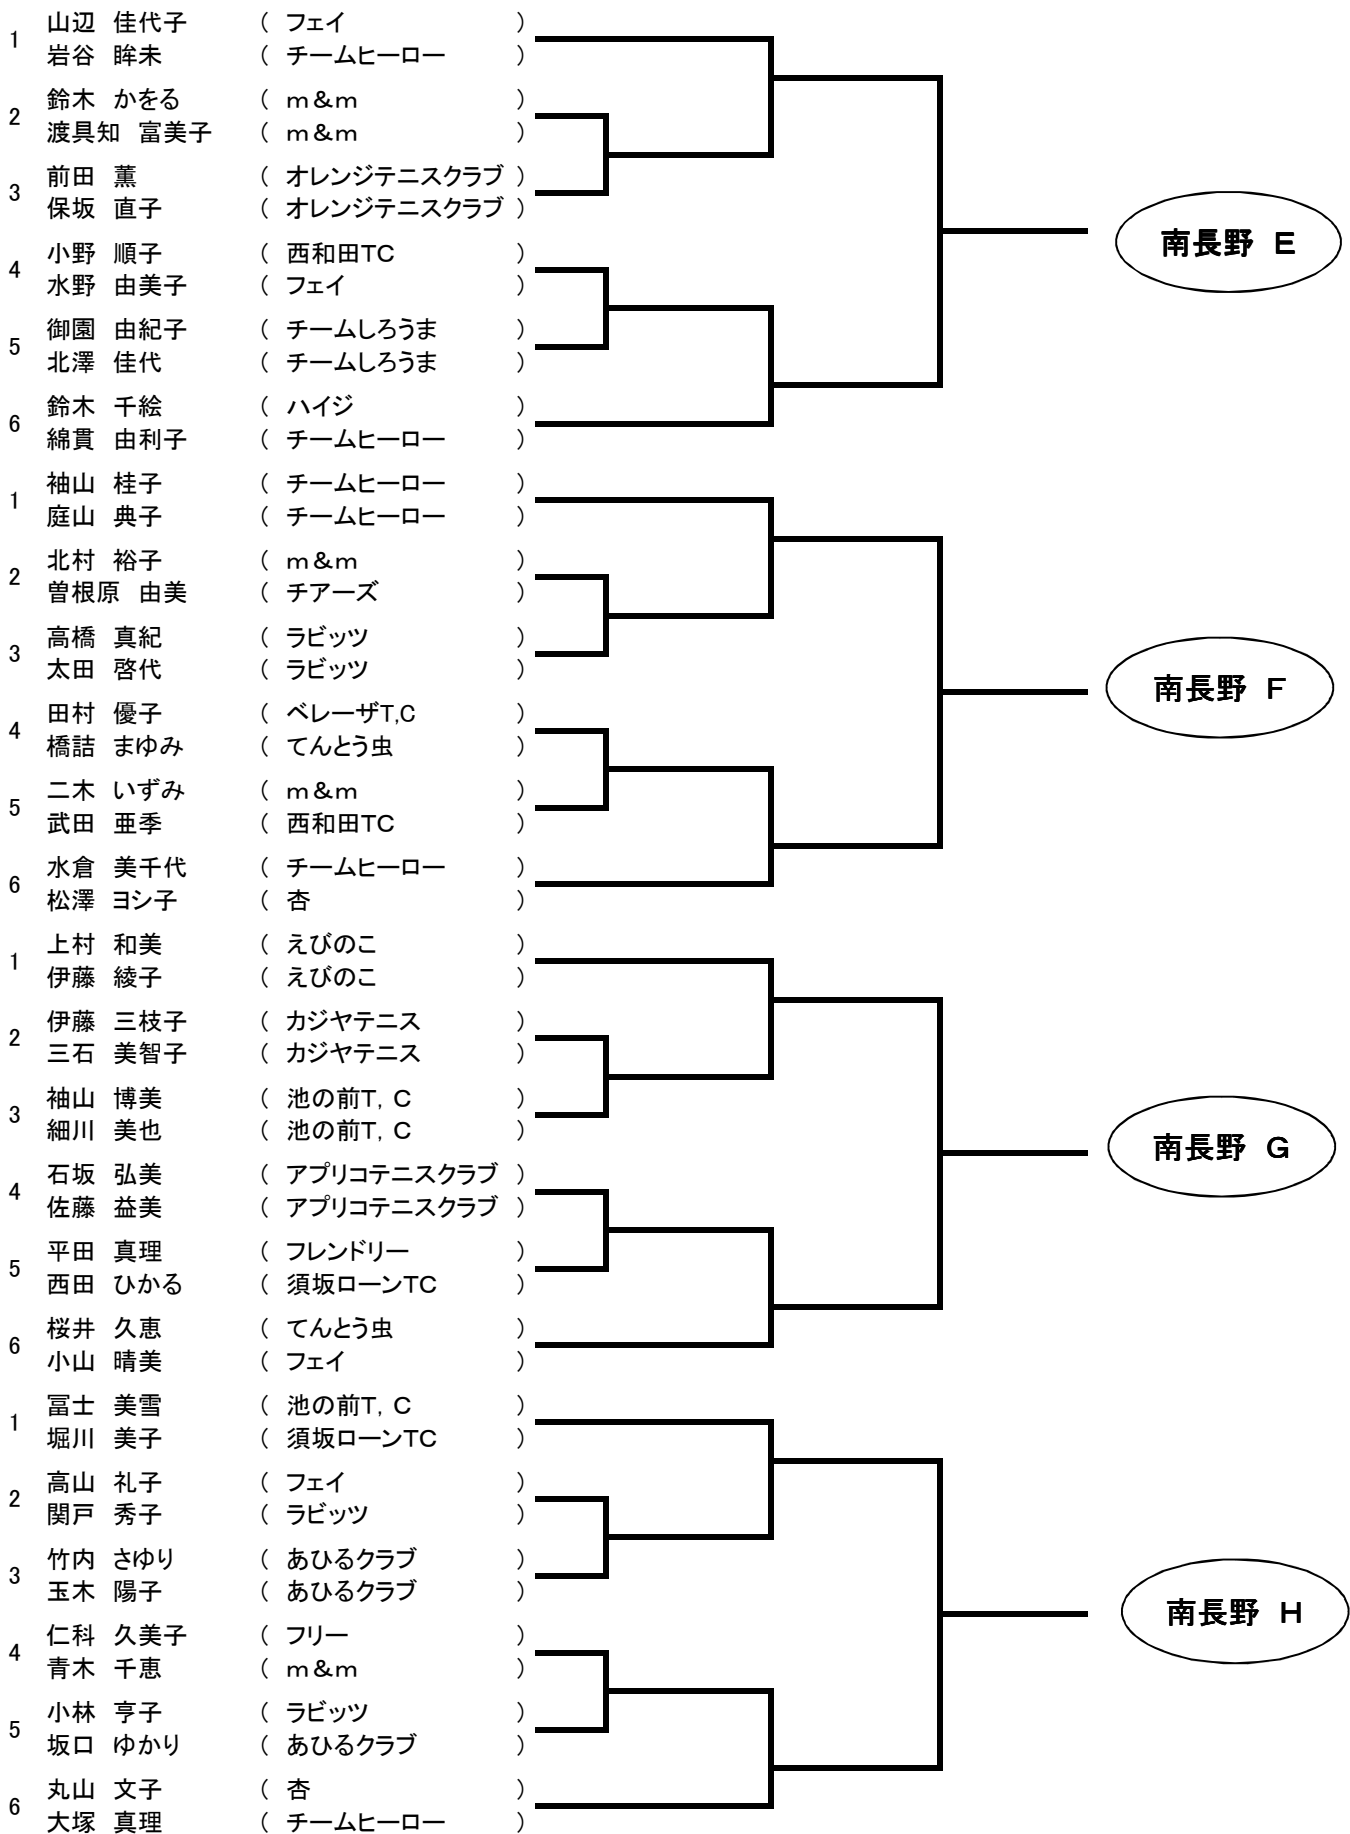 1
山辺　佳代子　( フェイ )
岩谷　眸未　( チームヒーロー )
2
鈴木　かをる　( ｍ＆ｍ )
渡具知　富美子　( ｍ＆ｍ )
3
前田　薫　( オレンジテニスクラブ )
保坂　直子　( オレンジテニスクラブ )
4
小野　順子　( 西和田TC )
水野　由美子　( フェイ )
5
御園　由紀子　( チームしろうま )
北澤　佳代　( チームしろうま )
6
鈴木　千絵　( ハイジ )
綿貫　由利子　( チームヒーロー )
南長野　Ｅ
1
袖山　桂子　( チームヒーロー )
庭山　典子　( チームヒーロー )
2
北村　裕子　( ｍ＆ｍ )
曽根原　由美　( チアーズ )
3
高橋　真紀　( ラビッツ )
太田　啓代　( ラビッツ )
4
田村　優子　( ベレーザT,C )
橋詰　まゆみ　( てんとう虫 )
5
二木　いずみ　( ｍ＆ｍ )
武田　亜季　( 西和田TC )
6
水倉　美千代　( チームヒーロー )
松澤　ヨシ子　( 杏 )
南長野　Ｆ
1
上村　和美　( えびのこ )
伊藤　綾子　( えびのこ )
2
伊藤　三枝子　( カジヤテニス )
三石　美智子　( カジヤテニス )
3
袖山　博美　( 池の前T，C )
細川　美也　( 池の前T，C )
4
石坂　弘美　( アプリコテニスクラブ )
佐藤　益美　( アプリコテニスクラブ )
5
平田　真理　( フレンドリー )
西田　ひかる　( 須坂ローンTC )
6
桜井　久恵　( てんとう虫 )
小山　晴美　( フェイ )
南長野　Ｇ
1
冨士　美雪　( 池の前T，C )
堀川　美子　( 須坂ローンTC )
2
高山　礼子　( フェイ )
関戸　秀子　( ラビッツ )
3
竹内　さゆり　( あひるクラブ )
玉木　陽子　( あひるクラブ )
4
仁科　久美子　( フリー )
青木　千恵　( ｍ＆ｍ )
5
小林　亨子　( ラビッツ )
坂口　ゆかり　( あひるクラブ )
6
丸山　文子　( 杏 )
大塚　真理　( チームヒーロー )
南長野　Ｈ